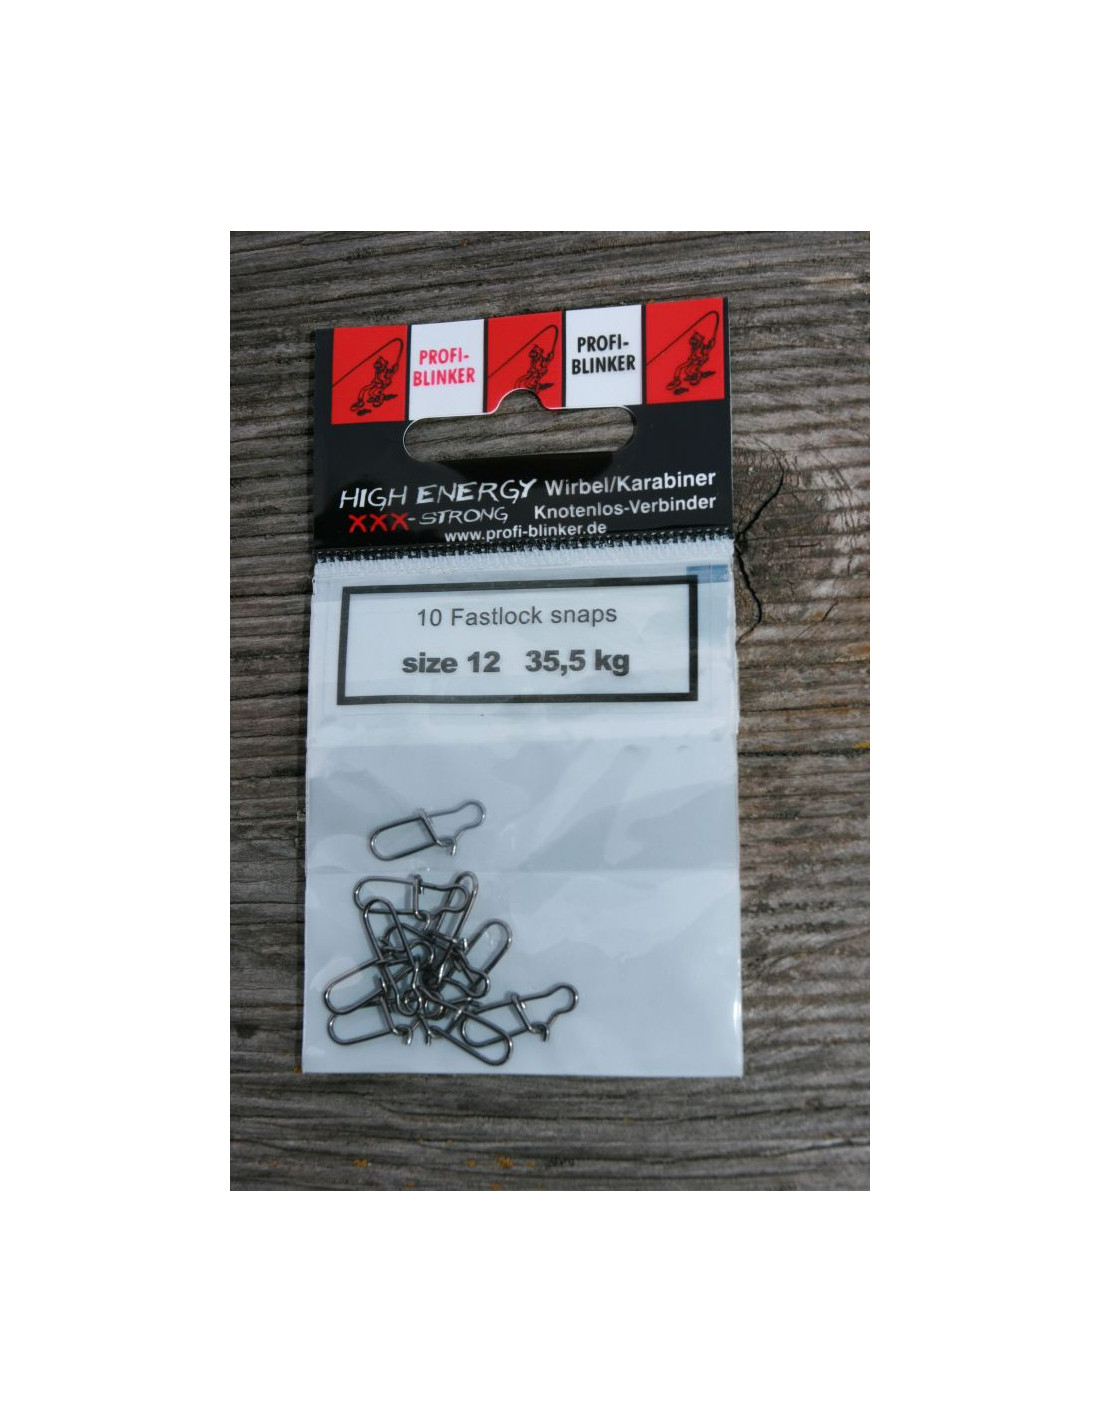 PROFI-
BLINKER
PROFI-
BLINKER
HIGH ENERGY Wirbel/Karabiner
XXX-STRONG Knotenlos-Verbinder
www.profi-blinker.de
10 Fastlock snaps
size 12 35,5 kg